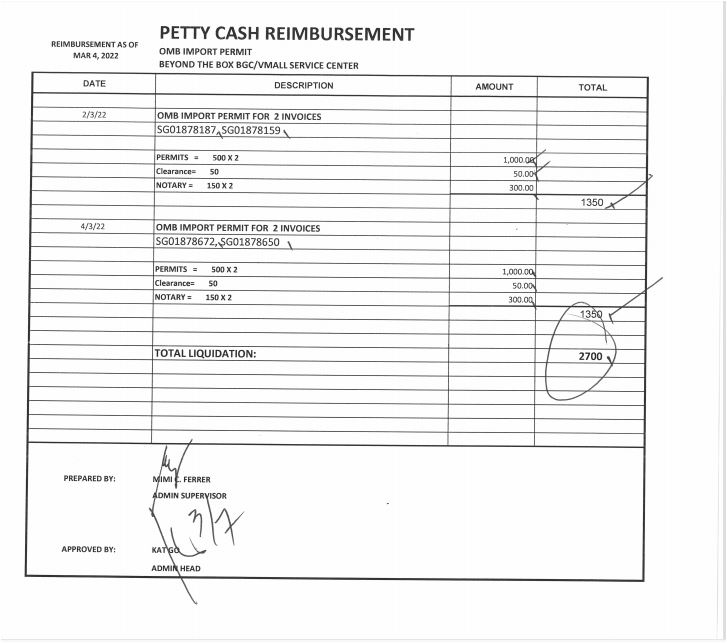 PETTY CASH REIMBURSEMENT
REIMBURSEMENT AS OF
MAR 4, 2022
OMB IMPORT PERMIT
BEYOND THE BOX BGC/VMALL SERVICE CENTER
DATE DESCRIPTION AMOUNT TOTAL
2/3/22 OMB IMPORT PERMIT FOR 2 INVOICES
SG01878187, SG01878159
PERMITS = 500 X 2 1,000.00
Clearance= 50 50.00
NOTARY = 150 X 2 300.00
1350
4/3/22 OMB IMPORT PERMIT FOR 2 INVOICES
SG01878672, SG01878650
PERMITS = 500 X 2 1,000.00
Clearance= 50 50.00
NOTARY = 150 X 2 300.00
1350
TOTAL LIQUIDATION: 2700
PREPARED BY: MIMI C. FERRER
ADMIN SUPERVISOR
3/7
APPROVED BY: KAT GO
ADMIN HEAD